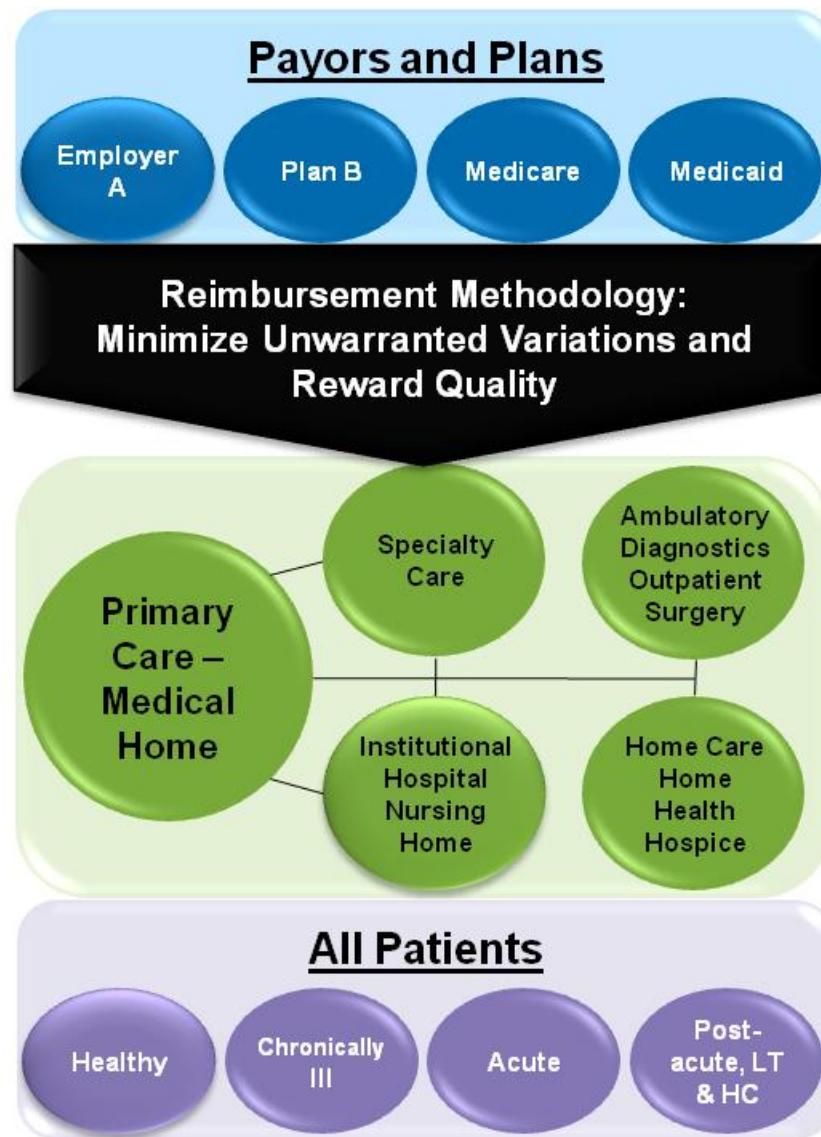 Payors and Plans
Employer
A
Plan B
Medicare
Medicaid
Reimbursement Methodology:
Minimize Unwarranted Variations and
Reward Quality
Primary
Care –
Medical
Home
Specialty
Care
Ambulatory
Diagnostics
Outpatient
Surgery
Institutional
Hospital
Nursing
Home
Home Care
Home
Health
Hospice
All Patients
Healthy
Chronically
Ill
Acute
Post-
acute, LT
& HC